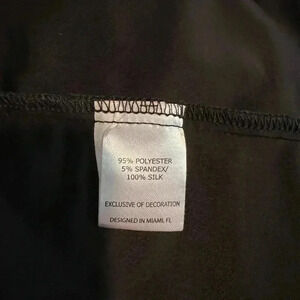 95% POLYESTER
5% SPANDEX/
100% SILK
EXCLUSIVE OF DECORATION
DESIGNED IN MIAMI, FL